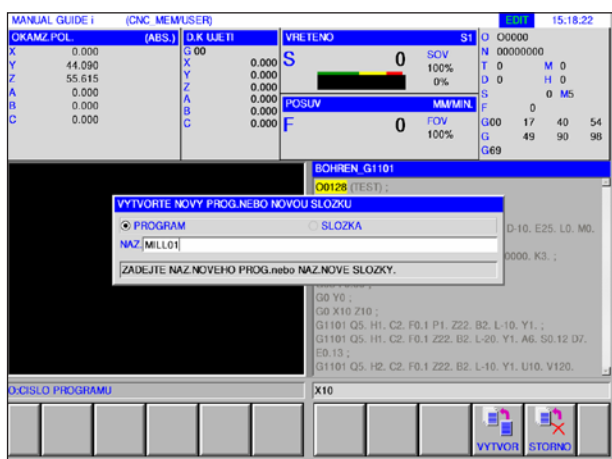 MANUAL GUIDE i (CNC_MEM/USER) EDIT 15:18:22
OKAMZ.POL. (ABS.)
X 0.000
Y 44.090
Z 55.615
A 0.000
B 0.000
C 0.000
D.K UJETI
G 00
X 0.000
Y 0.000
Z 0.000
A 0.000
B 0.000
C 0.000
VRETENO S1
S 0 SOV
100%
0%
POSUV MM/MIN.
F 0 FOV
100%
O O0000
N 00000000
T 0 M 0
D 0 H 0
S 0 M5
F 0
G00 17 40 54
G 49 90 98
G69
BOHREN_G1101
O0128 (TEST) ;
VYTVORTE NOVY PROG.NEBO NOVOU SLOZKU
PROGRAM SLOZKA
NAZ. MILL01
ZADEJTE NAZ.NOVEHO PROG.nebo NAZ.NOVE SLOZKY.
D-10. E25. L0. M0.
0000. K3. ;
G0 Y0 ;
G0 X10 Z10 ;
G1101 Q5. H1. C2. F0.1 P1. Z22. B2. L-10. Y1. ;
G1101 Q5. H1. C2. F0.1 Z22. B2. L-20. Y1. A6. S0.12 D7.
E0.13 ;
G1101 Q5. H2. C2. F0.1 Z22. B2. L-10. Y1. U10. V120.
O:CISLO PROGRAMU X10
VYTVOR STORNO